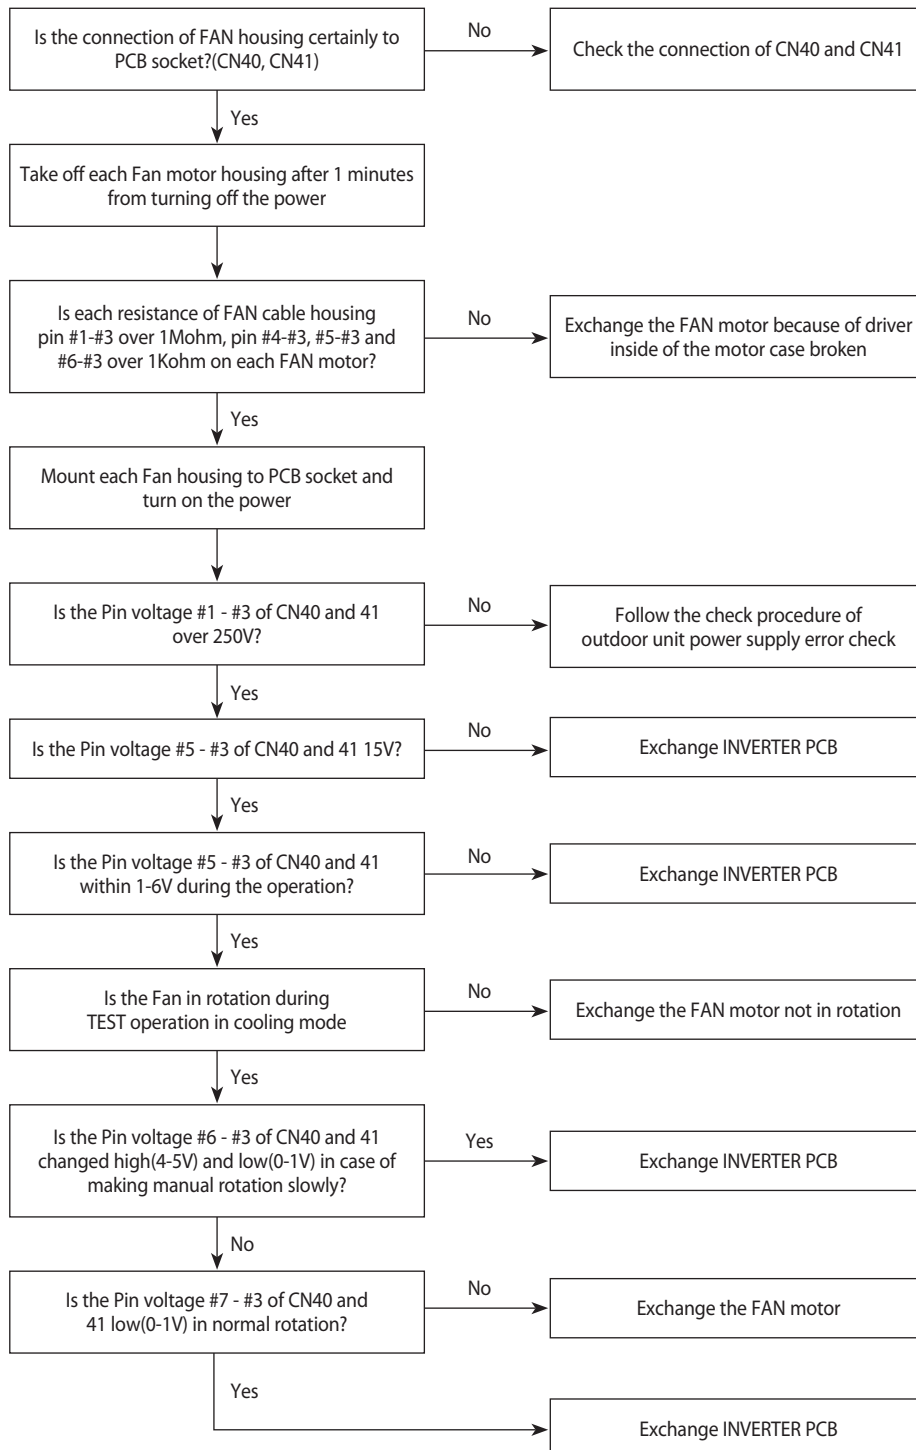 Is the connection of FAN housing certainly to
PCB socket?(CN40, CN41)
No
Check the connection of CN40 and CN41
Yes
Take off each Fan motor housing after 1 minutes
from turning off the power
Is each resistance of FAN cable housing
pin #1-#3 over 1Mohm, pin #4-#3, #5-#3 and
#6-#3 over 1Kohm on each FAN motor?
No
Exchange the FAN motor because of driver
inside of the motor case broken
Yes
Mount each Fan housing to PCB socket and
turn on the power
Is the Pin voltage #1 - #3 of CN40 and 41
over 250V?
No
Follow the check procedure of
outdoor unit power supply error check
Yes
Is the Pin voltage #5 - #3 of CN40 and 41 15V?
No
Exchange INVERTER PCB
Yes
Is the Pin voltage #5 - #3 of CN40 and 41
within 1-6V during the operation?
No
Exchange INVERTER PCB
Yes
Is the Fan in rotation during
TEST operation in cooling mode
No
Exchange the FAN motor not in rotation
Yes
Is the Pin voltage #6 - #3 of CN40 and 41
changed high(4-5V) and low(0-1V) in case of
making manual rotation slowly?
Yes
Exchange INVERTER PCB
No
Is the Pin voltage #7 - #3 of CN40 and
41 low(0-1V) in normal rotation?
No
Exchange the FAN motor
Yes
Exchange INVERTER PCB